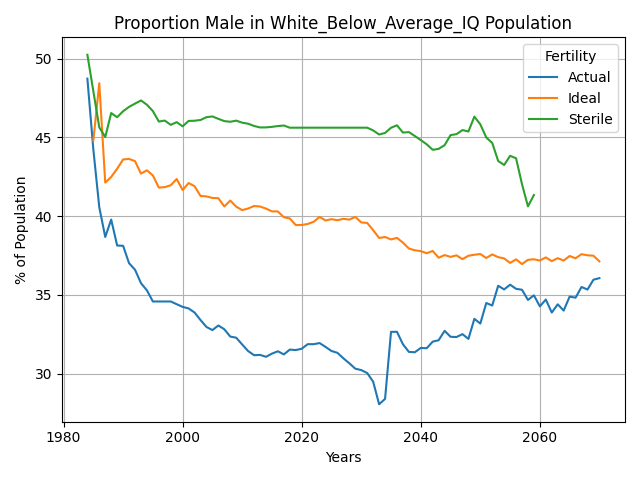 Proportion Male in White_Below_Average_IQ Population
% of Population
50
45
40
35
30
Fertility
Actual
Ideal
Sterile
1980
2000
2020
2040
2060
Years